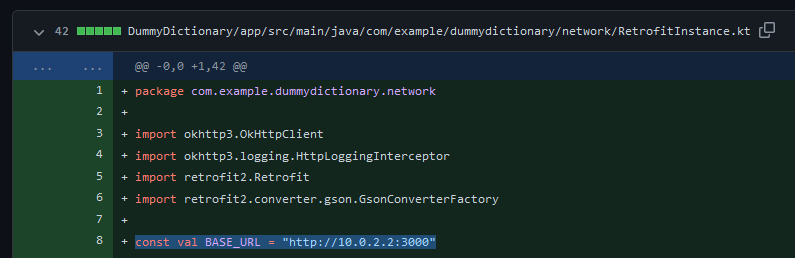 42 DummyDictionary/app/src/main/java/com/example/dummydictionary/network/RetrofitInstance.kt
... ... @@ -0,0 +1,42 @@
1 + package com.example.dummydictionary.network
2 +
3 + import okhttp3.OkHttpClient
4 + import okhttp3.logging.HttpLoggingInterceptor
5 + import retrofit2.Retrofit
6 + import retrofit2.converter.gson.GsonConverterFactory
7 +
8 + const val BASE_URL = "http://10.0.2.2:3000"